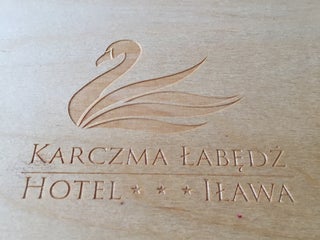 KARCZMA ŁABĘDŹ
HOTEL * * * IŁAWA